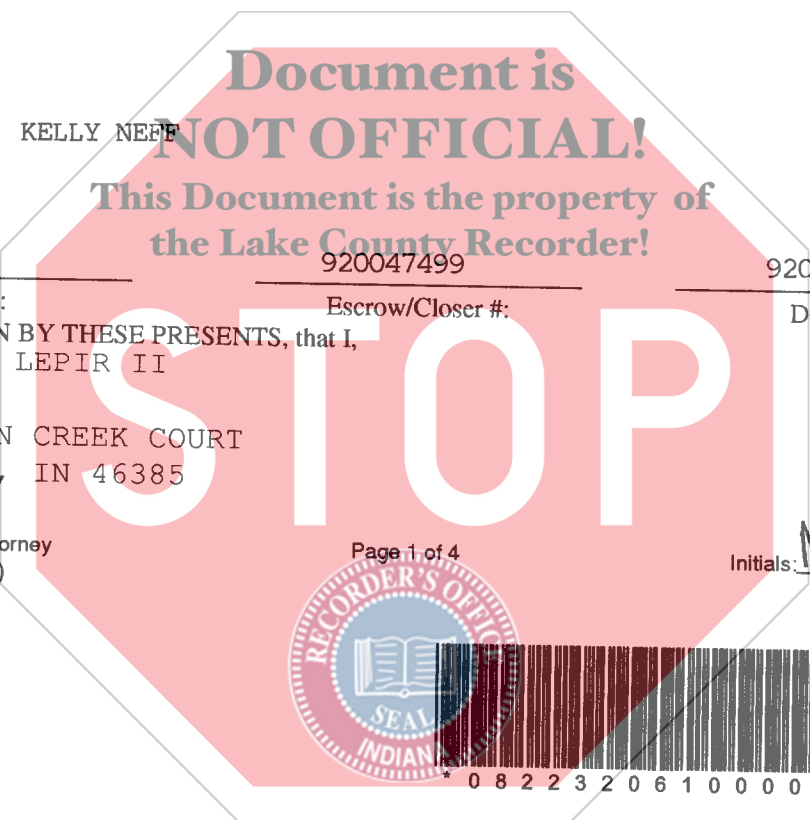 Document is
KELLY NEFF
NOT OFFICIAL!
This Document is the property of
the Lake County Recorder!
920047499
920
:
Escrow/Closer #:
D
N BY THESE PRESENTS, that I,
LEPIR II
STOP
N CREEK COURT
, IN 46385
orney
Page 1 of 4
Initials:
)
RECORDER'S OFFICE
SEAL
INDIANA
* 0 8 2 2 3 2 0 6 1 0 0 0 0